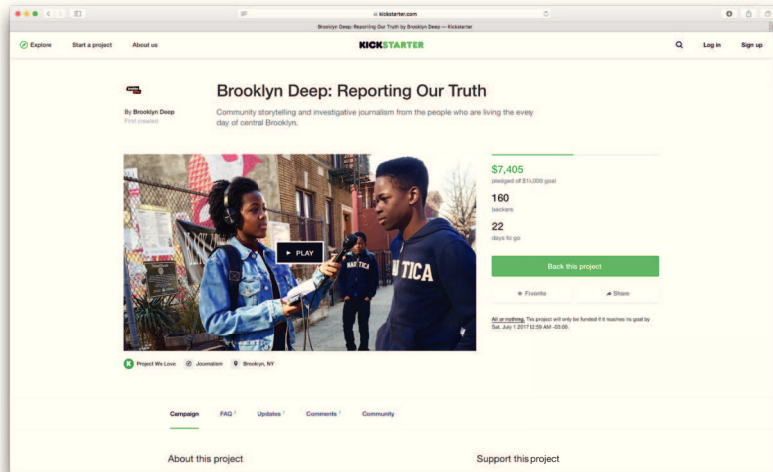 kickstarter.com
Brooklyn Deep: Reporting Our Truth by Brooklyn Deep — Kickstarter
Explore Start a project About us KICKSTARTER Log in Sign up
Brooklyn Deep: Reporting Our Truth
By Brooklyn Deep
First created
Community storytelling and investigative journalism from the people who are living the every
day of central Brooklyn.
$7,405
pledged of goal
160
backers
22
days to go
PLAY
NAUTICA
NAUTICA
Back this project
Favorite Share
All or nothing. This project will only be funded if it reaches its goal by
Sat, July 1 2017 12:59 AM -03:00.
Project We Love Journalism Brooklyn, NY
Campaign FAQ Updates Comments Community
About this project Support this project